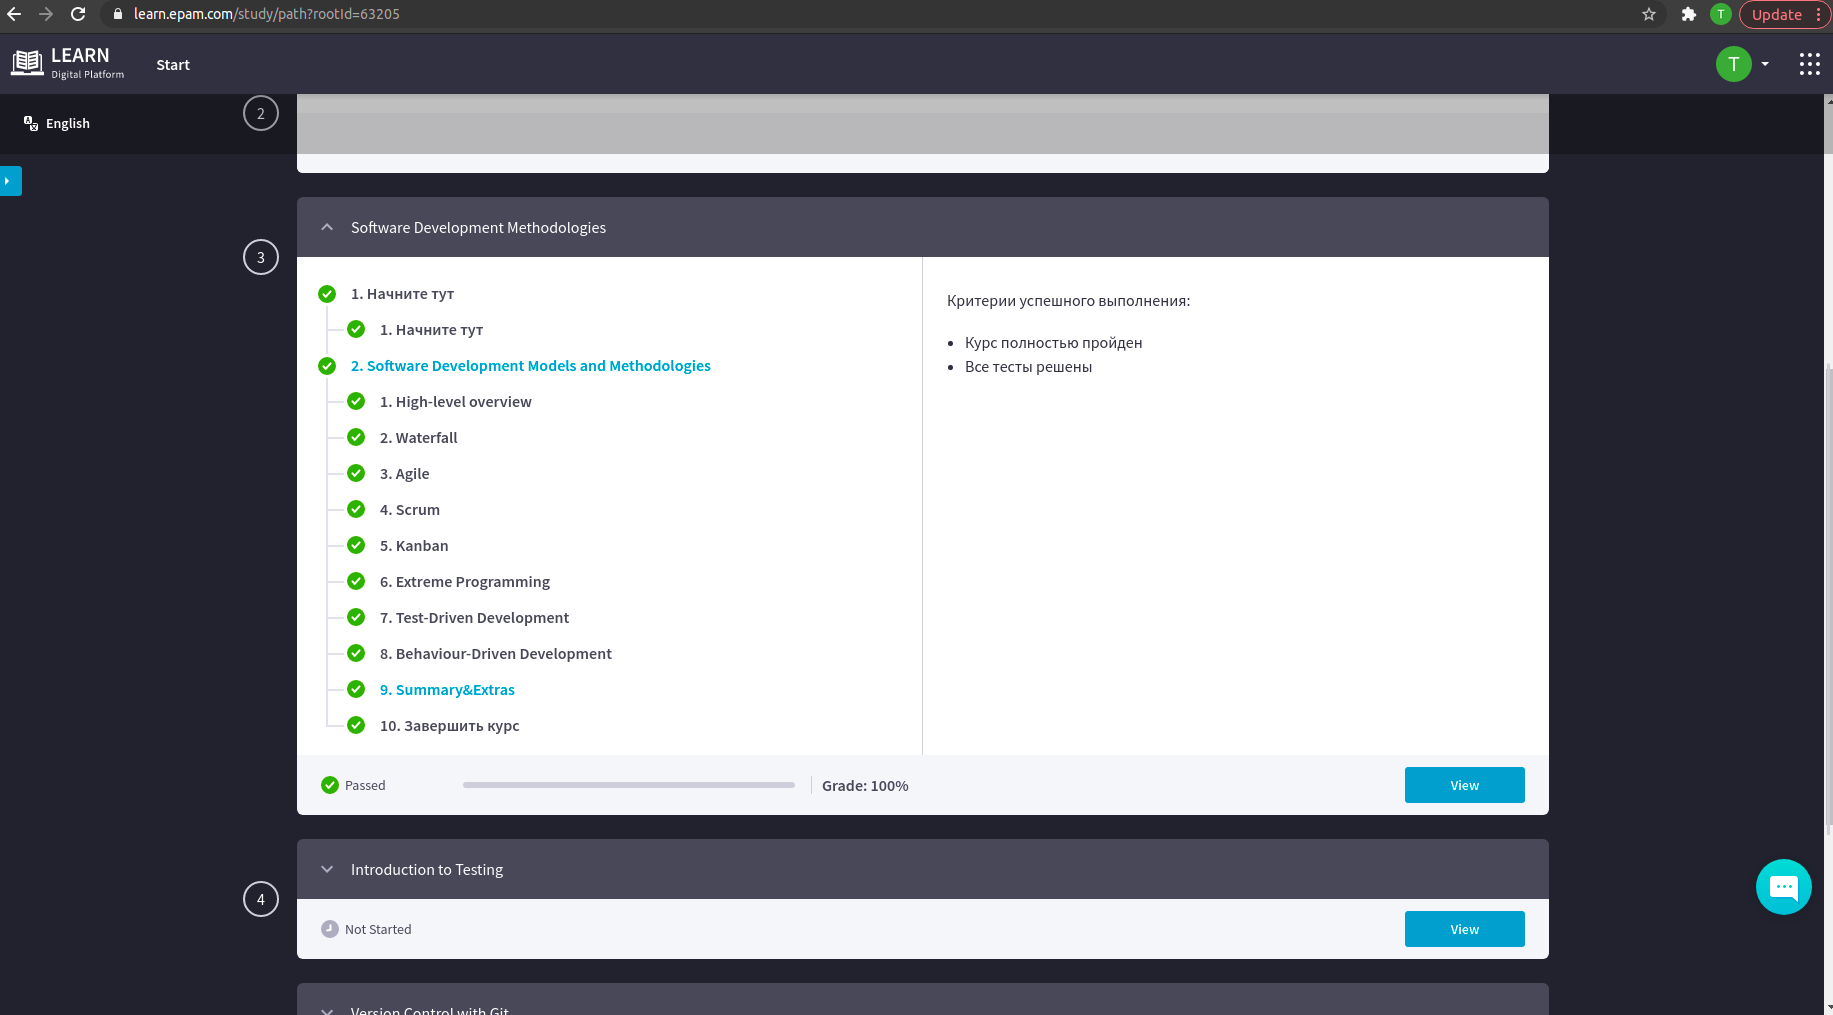 learn.epam.com/study/path?rootId=63205
T
Update
LEARN
Digital Platform
Start
T
English
2
3
Software Development Methodologies
1. Начните тут
1. Начните тут
2. Software Development Models and Methodologies
1. High-level overview
2. Waterfall
3. Agile
4. Scrum
5. Kanban
6. Extreme Programming
7. Test-Driven Development
8. Behaviour-Driven Development
9. Summary&Extras
10. Завершить курс
Критерии успешного выполнения:
Курс полностью пройден
Все тесты решены
Passed
Grade: 100%
View
4
Introduction to Testing
Not Started
View
Version Control with Git